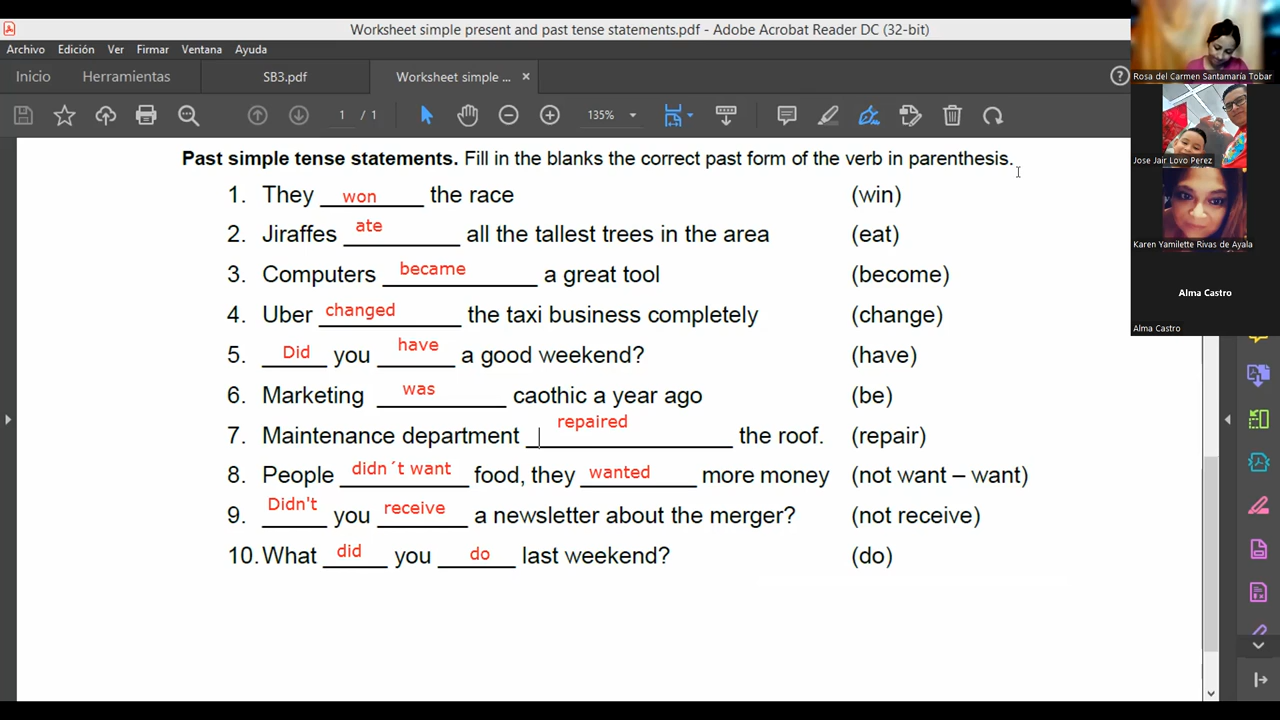 Worksheet simple present and past tense statements.pdf - Adobe Acrobat Reader DC (32-bit)
Archivo Edición Ver Firmar Ventana Ayuda
Inicio Herramientas SB3.pdf Worksheet simple ... ×
1 / 1 135%
Past simple tense statements. Fill in the blanks the correct past form of the verb in parenthesis.
1. They won the race (win)
2. Jiraffes ate all the tallest trees in the area (eat)
3. Computers became a great tool (become)
4. Uber changed the taxi business completely (change)
5. Did you have a good weekend? (have)
6. Marketing was caothic a year ago (be)
7. Maintenance department repaired the roof. (repair)
8. People didn´t want food, they wanted more money (not want – want)
9. Didn't you receive a newsletter about the merger? (not receive)
10. What did you do last weekend? (do)
Rosa del Carmen Santamaría Tobar
Jose Jair Lovo Perez
Karen Yamilette Rivas de Ayala
Alma Castro
Alma Castro